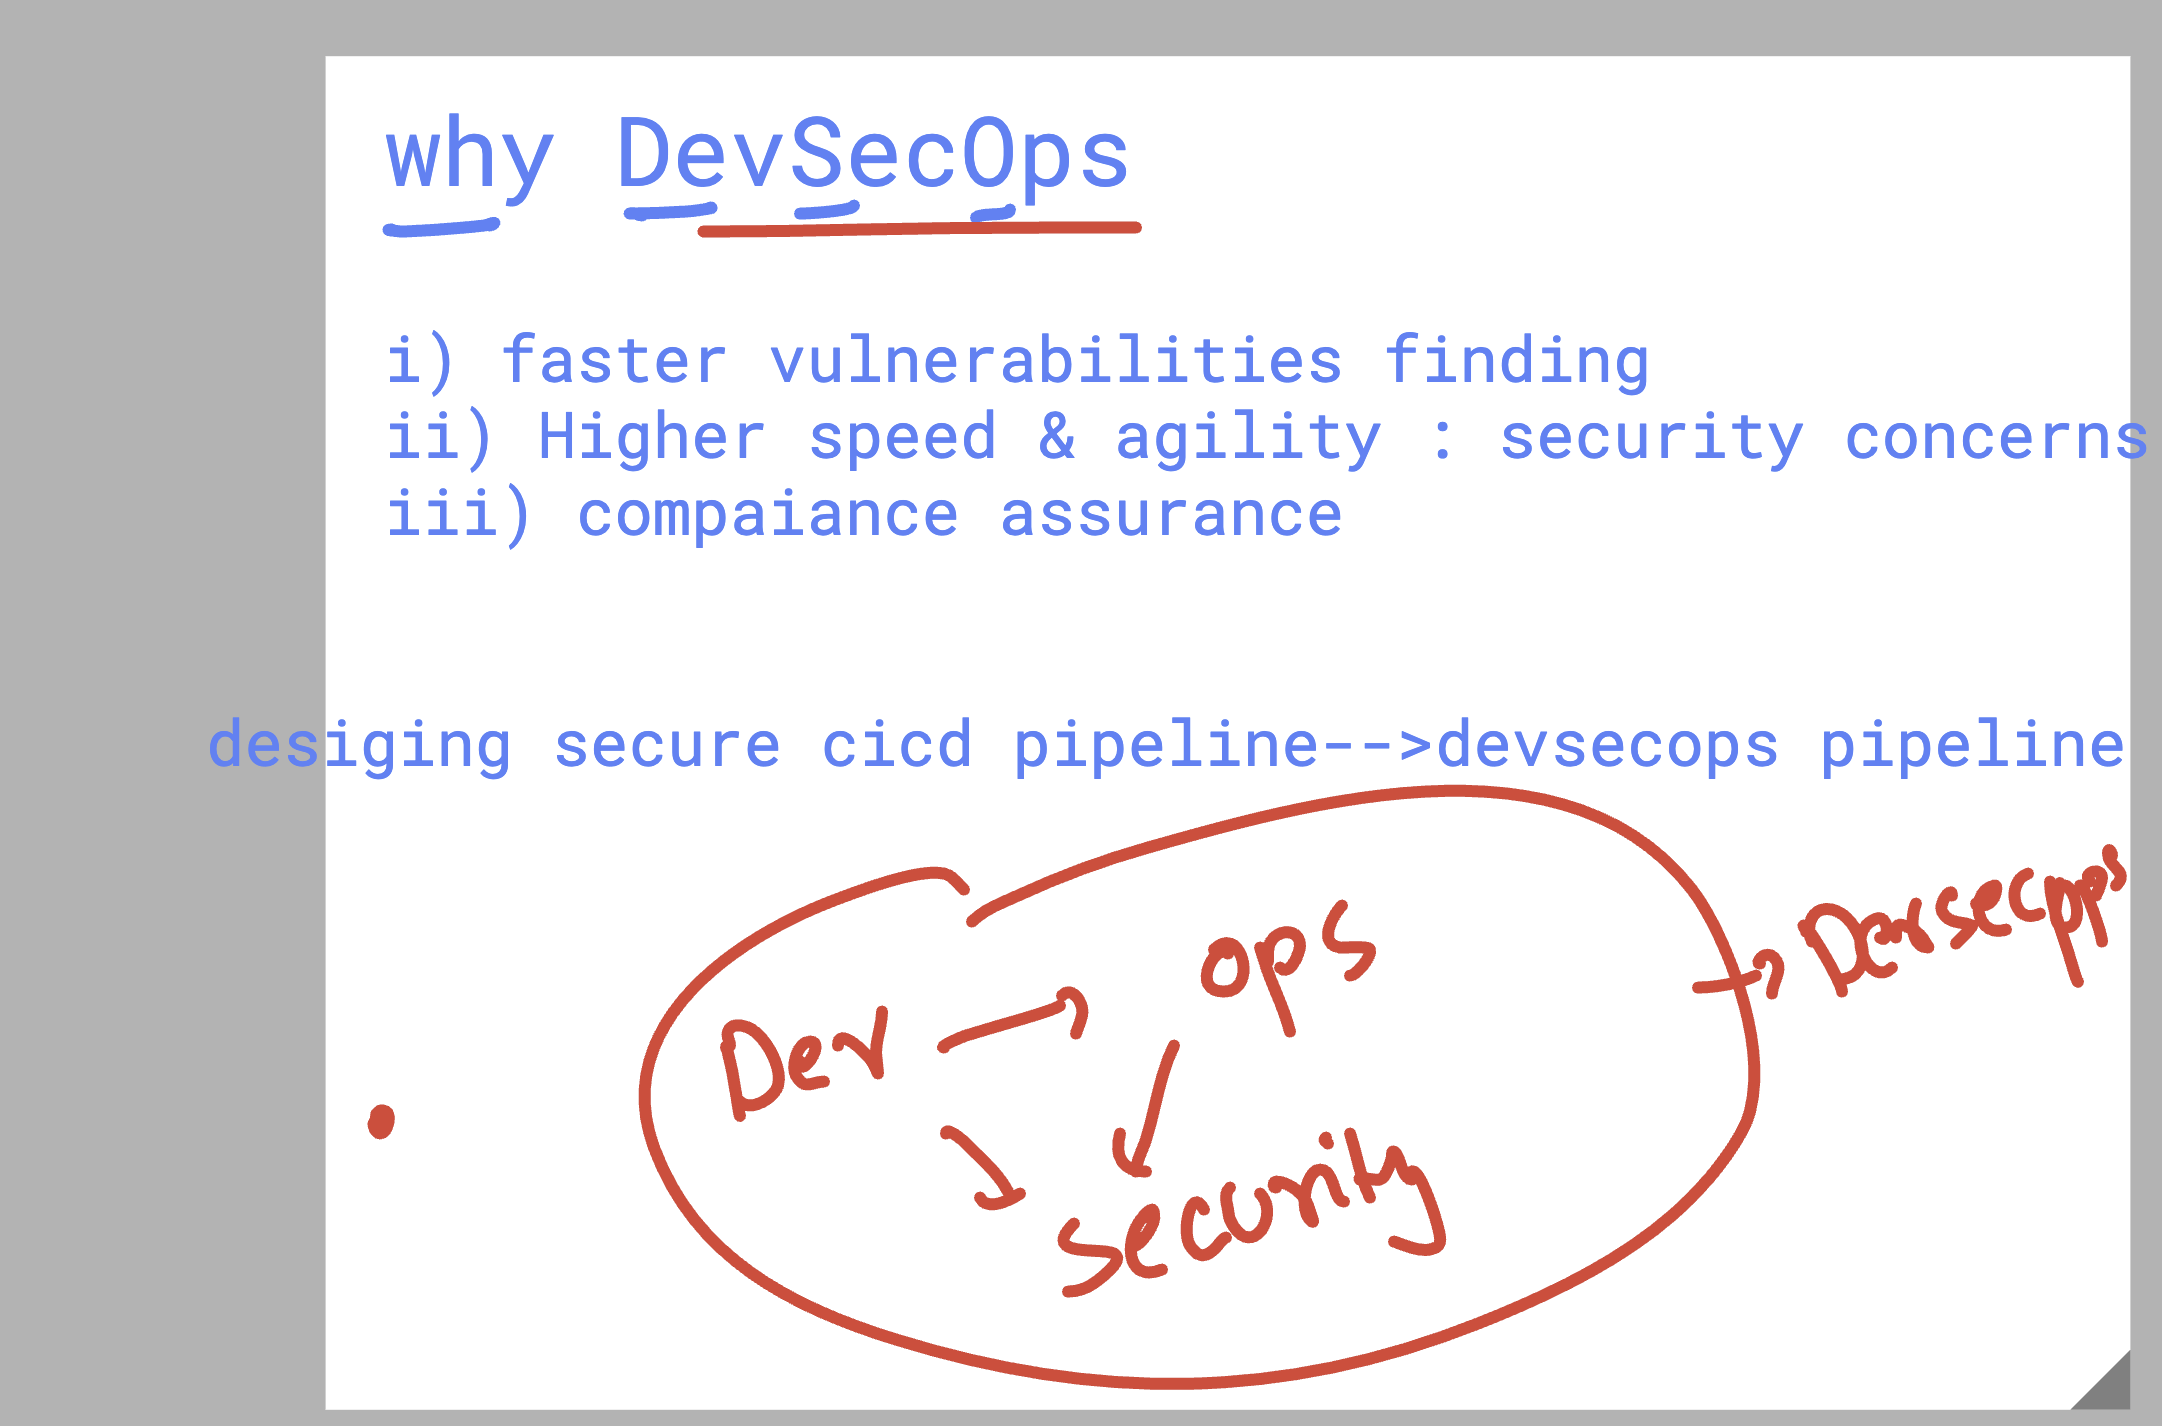 why DevSecOps
i) faster vulnerabilities finding
ii) Higher speed & agility : security concerns
iii) compaiance assurance
desiging secure cicd pipeline-->devsecops pipeline
Dev
ops
security
Devsecops